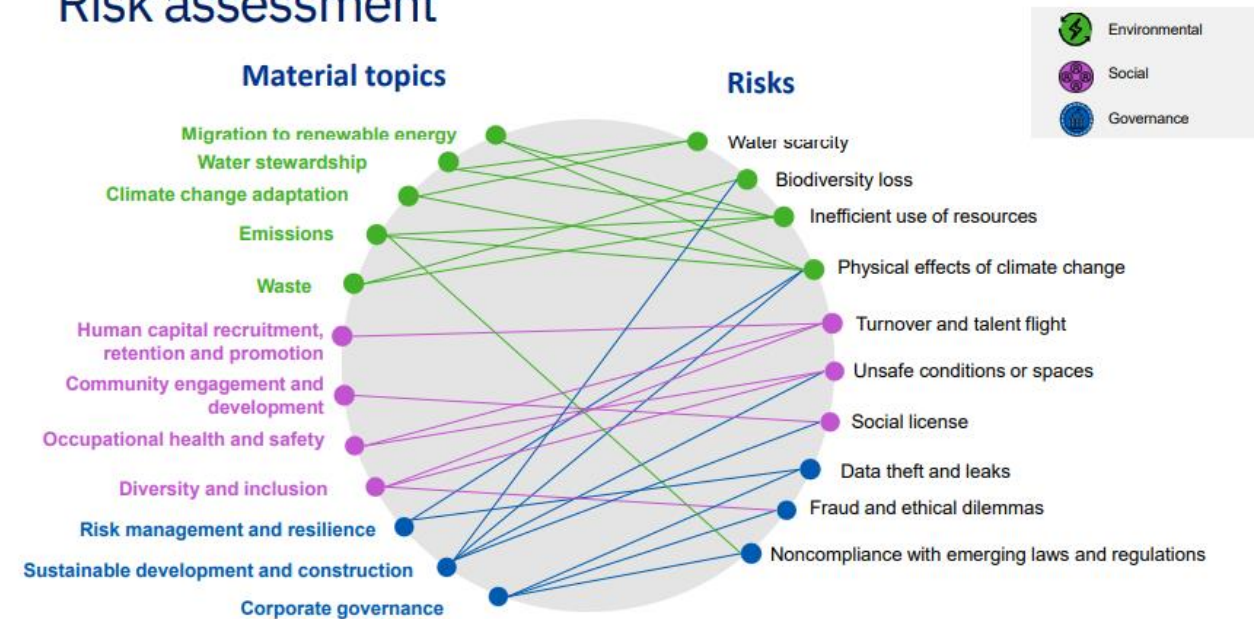 Risk assessment
Environmental
Social
Governance
Material topics
Risks
Migration to renewable energy
Water stewardship
Climate change adaptation
Emissions
Waste
Human capital recruitment,
retention and promotion
Community engagement and
development
Occupational health and safety
Diversity and inclusion
Risk management and resilience
Sustainable development and construction
Corporate governance
Water scarcity
Biodiversity loss
Inefficient use of resources
Physical effects of climate change
Turnover and talent flight
Unsafe conditions or spaces
Social license
Data theft and leaks
Fraud and ethical dilemmas
Noncompliance with emerging laws and regulations